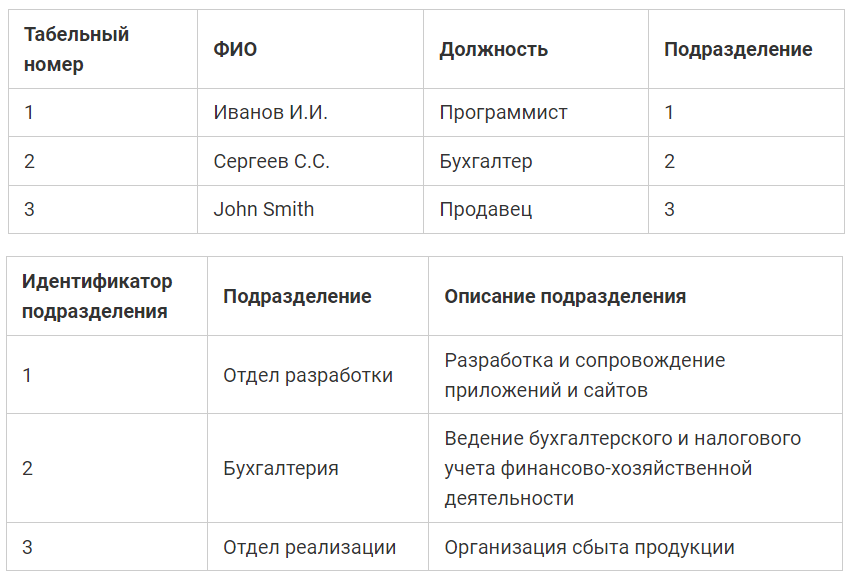 Табельный
номер
ФИО
Должность
Подразделение
1
Иванов И.И.
Программист
1
2
Сергеев С.С.
Бухгалтер
2
3
John Smith
Продавец
3
Идентификатор
подразделения
Подразделение
Описание подразделения
1
Отдел разработки
Разработка и сопровождение
приложений и сайтов
2
Бухгалтерия
Ведение бухгалтерского и налогового
учета финансово-хозяйственной
деятельности
3
Отдел реализации
Организация сбыта продукции